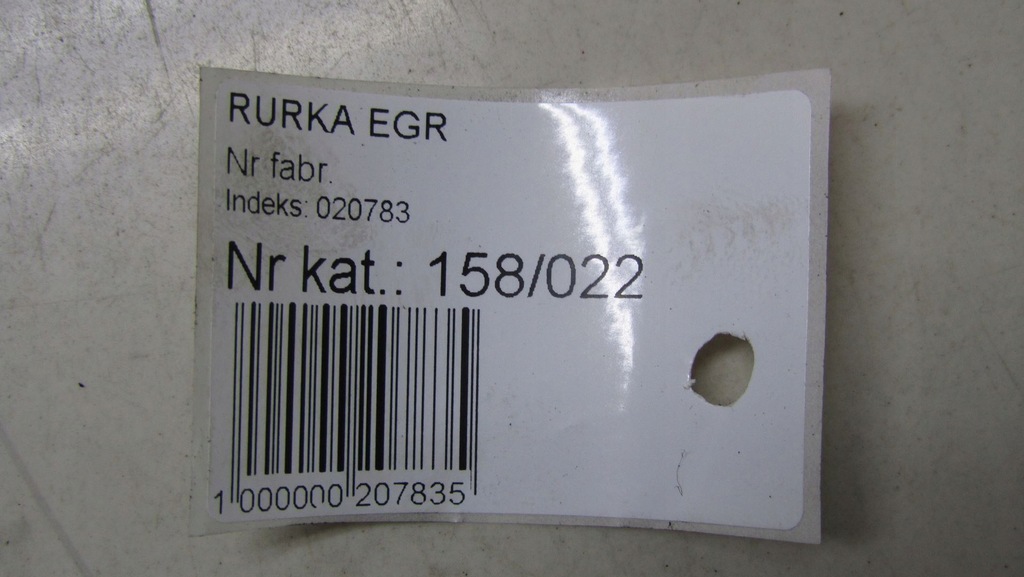 RURKA EGR
Nr fabr.
Indeks: 020783
Nr kat.: 158/022
1 000000 207835